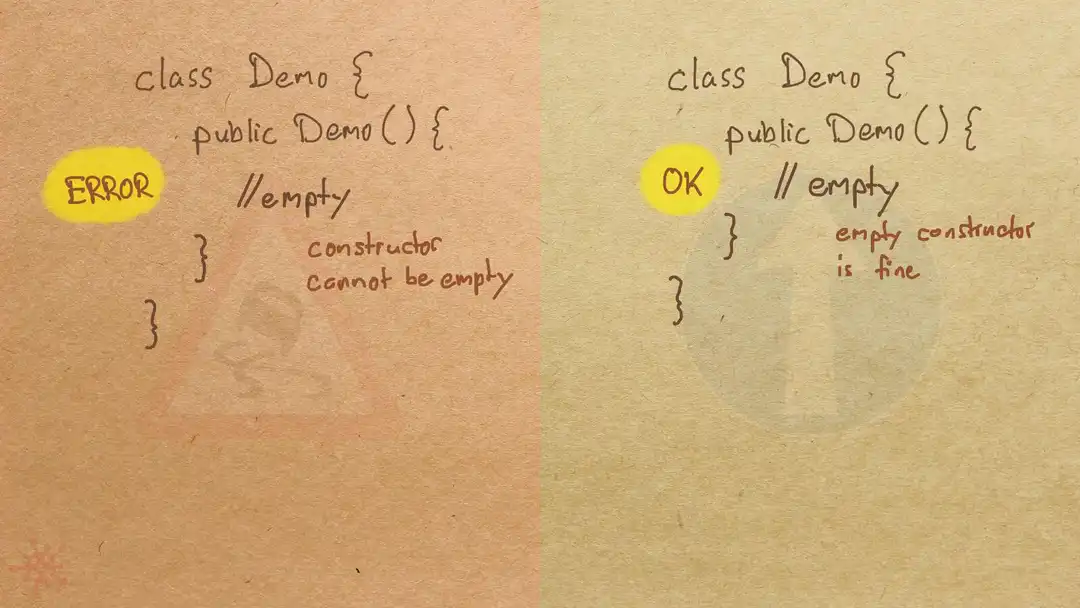 class Demo {
public Demo() {
ERROR
//empty
}
constructor
cannot be empty
}
class Demo {
public Demo() {
OK
// empty
}
empty constructor
is fine
}